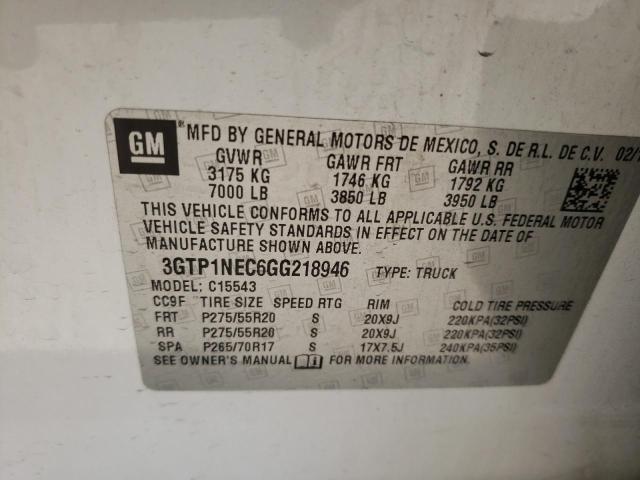 GM MFD BY GENERAL MOTORS DE MEXICO, S. DE R.L. DE C.V. 02/
GVWR GAWR FRT GAWR RR
3175 KG 1746 KG 1792 KG
7000 LB 3850 LB 3950 LB
THIS VEHICLE CONFORMS TO ALL APPLICABLE U.S. FEDERAL MOTOR
VEHICLE SAFETY STANDARDS IN EFFECT ON THE DATE OF
MANUFACTURE SHOWN ABOVE.
3GTP1NEC6GG218946 TYPE: TRUCK
MODEL: C15543
CC9F TIRE SIZE SPEED RTG RIM COLD TIRE PRESSURE
FRT P275/55R20 S 20X9J 220KPA(32PSI)
RR P275/55R20 S 20X9J 220KPA(32PSI)
SPA P265/70R17 S 17X7.5J 240KPA(35PSI)
SEE OWNER'S MANUAL FOR MORE INFORMATION.